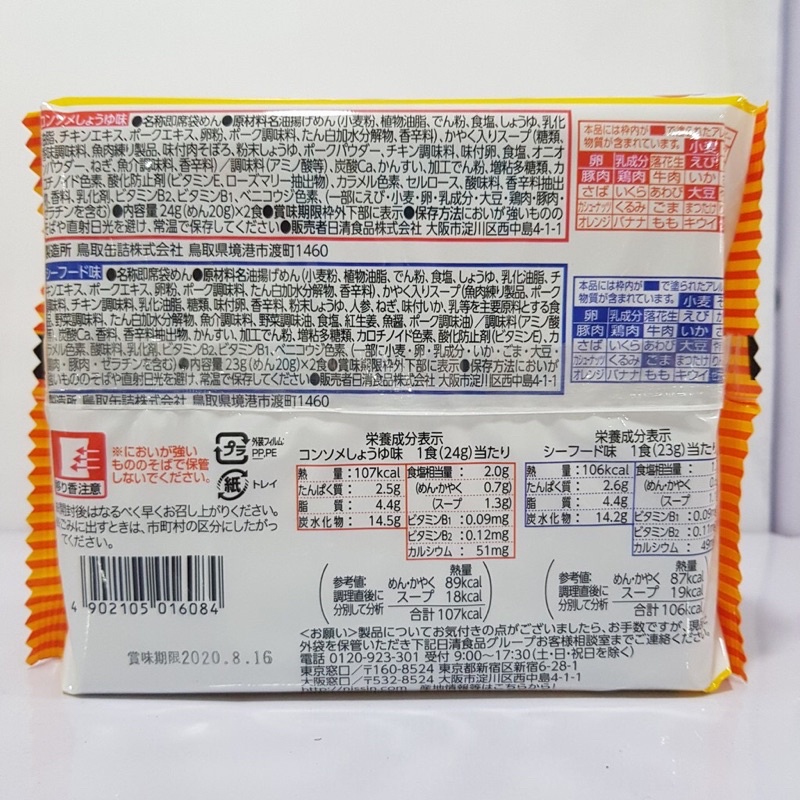 コンソメしょうゆ味 ●名称即席袋めん●原材料名油揚げめん(小麦粉、植物油脂、でん粉、食塩、しょうゆ、乳化
脂、チキンエキス、ポークエキス、卵粉、ポーク調味料、たん白加水分解物、香辛料)、かやく入りスープ(糖類、
調味料、魚肉練り製品、味付肉そぼろ、粉末しょうゆ、ポークパウダー、チキン調味料、味付卵、食塩、オニオ
パウダー、ねぎ、魚介調味料、香辛料)/調味料(アミノ酸等)、炭酸Ca、かんすい、加工でん粉、増粘多糖類、カ
チノイド色素、酸化防止剤(ビタミンE、ローズマリー抽出物)、カラメル色素、セルロース、酸味料、香辛料抽出
、香料、乳化剤、ビタミンB2、ビタミンB1、ベニコウジ色素、(一部にえび・小麦・卵・乳成分・大豆・鶏肉・豚肉・
ラチンを含む)●内容量 24g(めん20g)×2食●賞味期限枠外下部に表示●保存方法においが強いものの
ばや直射日光を避け、常温で保存してください●販売者日清食品株式会社 大阪市淀川区西中島4-1-1
製造所 鳥取缶詰株式会社 鳥取県境港市渡町1460
本品には枠内が■で塗られたアレ
物質が含まれています。 小麦
卵 乳成分 落花生 えび
豚肉 鶏肉 牛肉 いか
さば いくら あわび 大豆
カシューナッツ くるみ ごま まつたけ
オレンジ バナナ もも キウイ
シーフード味 ●名称即席袋めん●原材料名油揚げめん(小麦粉、植物油脂、でん粉、食塩、しょうゆ、乳化油脂、チ
キンエキス、ポークエキス、卵粉、ポーク調味料、たん白加水分解物、香辛料)、かやく入りスープ(魚肉練り製品、ポーク
調味料、チキン調味料、乳化油脂、糖類、味付卵、香辛料、粉末しょうゆ、人参、ねぎ、味付いか、乳等を主要原料とする食
、野菜調味料、たん白加水分解物、魚介調味料、野菜調味油、食塩、紅生姜、魚醤、ポーク調味油)/調味料(アミノ酸
、炭酸Ca、香料、香辛料抽出物、かんすい、加工でん粉、増粘多糖類、カロチノイド色素、酸化防止剤(ビタミンE)、カ
ラメル色素、酸味料、乳化剤、ビタミンB2、ビタミンB1、ベニコウジ色素、(一部に小麦・卵・乳成分・いか・ごま・大豆・
鶏肉・豚肉・ゼラチンを含む)●内容量 23g(めん20g)×2食●賞味期限枠外下部に表示●保存方法においが
強いもののそばや直射日光を避け、常温で保存してください●販売者日清食品株式会社 大阪市淀川区西中島4-1-1
製造所 鳥取缶詰株式会社 鳥取県境港市渡町1460
本品には枠内が■で塗られたアレル
物質が含まれています。 小麦
卵 乳成分 落花生 えび
豚肉 鶏肉 牛肉 いか
さば いくら あわび 大豆
カシューナッツ くるみ ごま まつたけ
オレンジ バナナ もも キウイ
移り香注意
※においが強い
もののそばで保管
しないでください。
プラ 外装フィルム:
PP,PE
紙 トレイ
開封後はなるべく早くお召し上がりください。
ごみに出すときは、市町村の区分にしたがっ
てください。
4 902105 016084
賞味期限2020.8.16
栄養成分表示
コンソメしょうゆ味 1食(24g)当たり
熱量:107kcal
たんぱく質: 2.5g
脂質: 4.4g
炭水化物: 14.5g
食塩相当量: 2.0g
(めん・かやく 0.7g)
(スープ 1.3g)
ビタミンB1:0.09mg
ビタミンB2:0.12mg
カルシウム: 51mg
参考値: 調理直後に分別して分析
熱量
めん・かやく 89kcal
スープ 18kcal
合計107kcal
栄養成分表示
シーフード味 1食(23g)当たり
熱量:106kcal
たんぱく質: 2.6g
脂質: 4.4g
炭水化物: 14.2g
食塩相当量:
(めん・かやく
(スープ
ビタミンB1:0.09
ビタミンB2:0.11m
カルシウム: 49m
参考値: 調理直後に分別して分析
熱量
めん・かやく 87kcal
スープ 19kcal
合計106kcal
<お願い>製品についてお気付きの点がございましたら、お手数ですが、現
外袋を保管いただき下記日清食品グループお客様相談室までご連絡ください。
電話 0120-923-301 受付 9:00~17:30(土・日・祝日を除く)
東京窓口/〒160-8524 東京都新宿区新宿6-28-1
大阪窓口/〒532-8524 大阪市淀川区西中島4-1-1